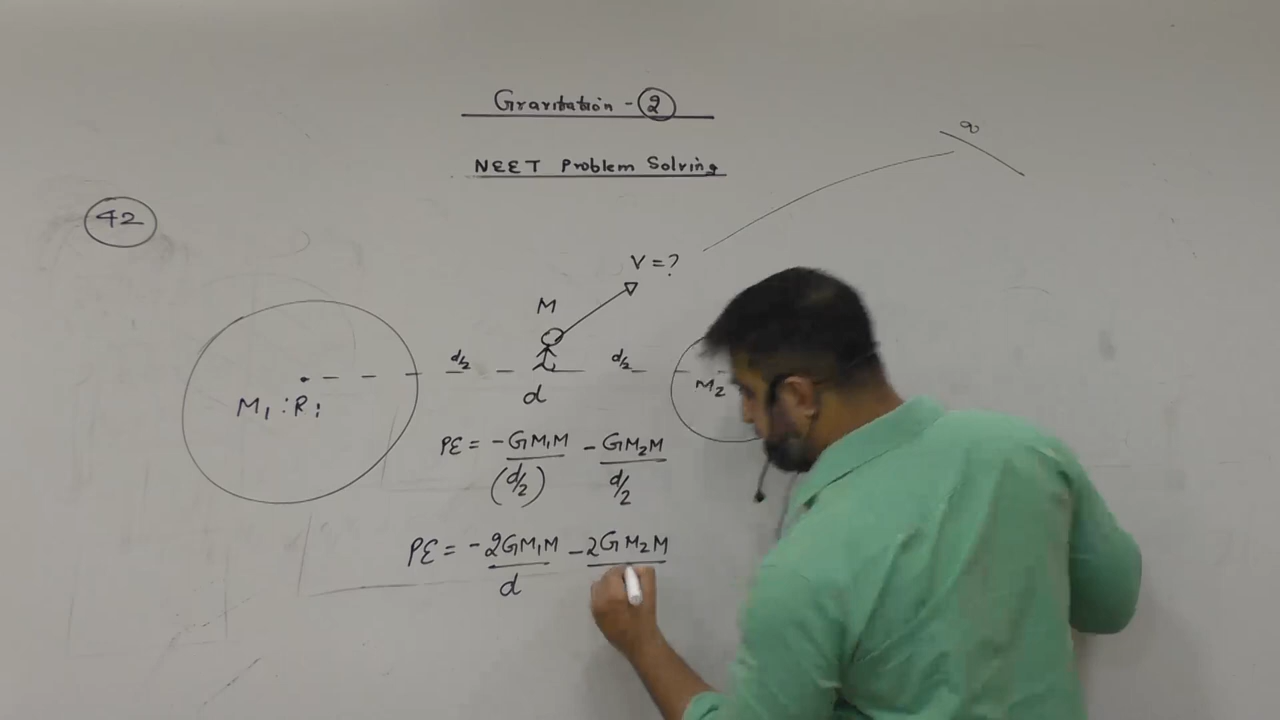 Gravitation - 2
NEET Problem Solving
42
∞
V = ?
M
d/2
d/2
M₁ : R₁
d
M₂
PE = -GM₁M/(d/2) - GM₂M/d/2
PE = -2GM₁M/d - 2GM₂M